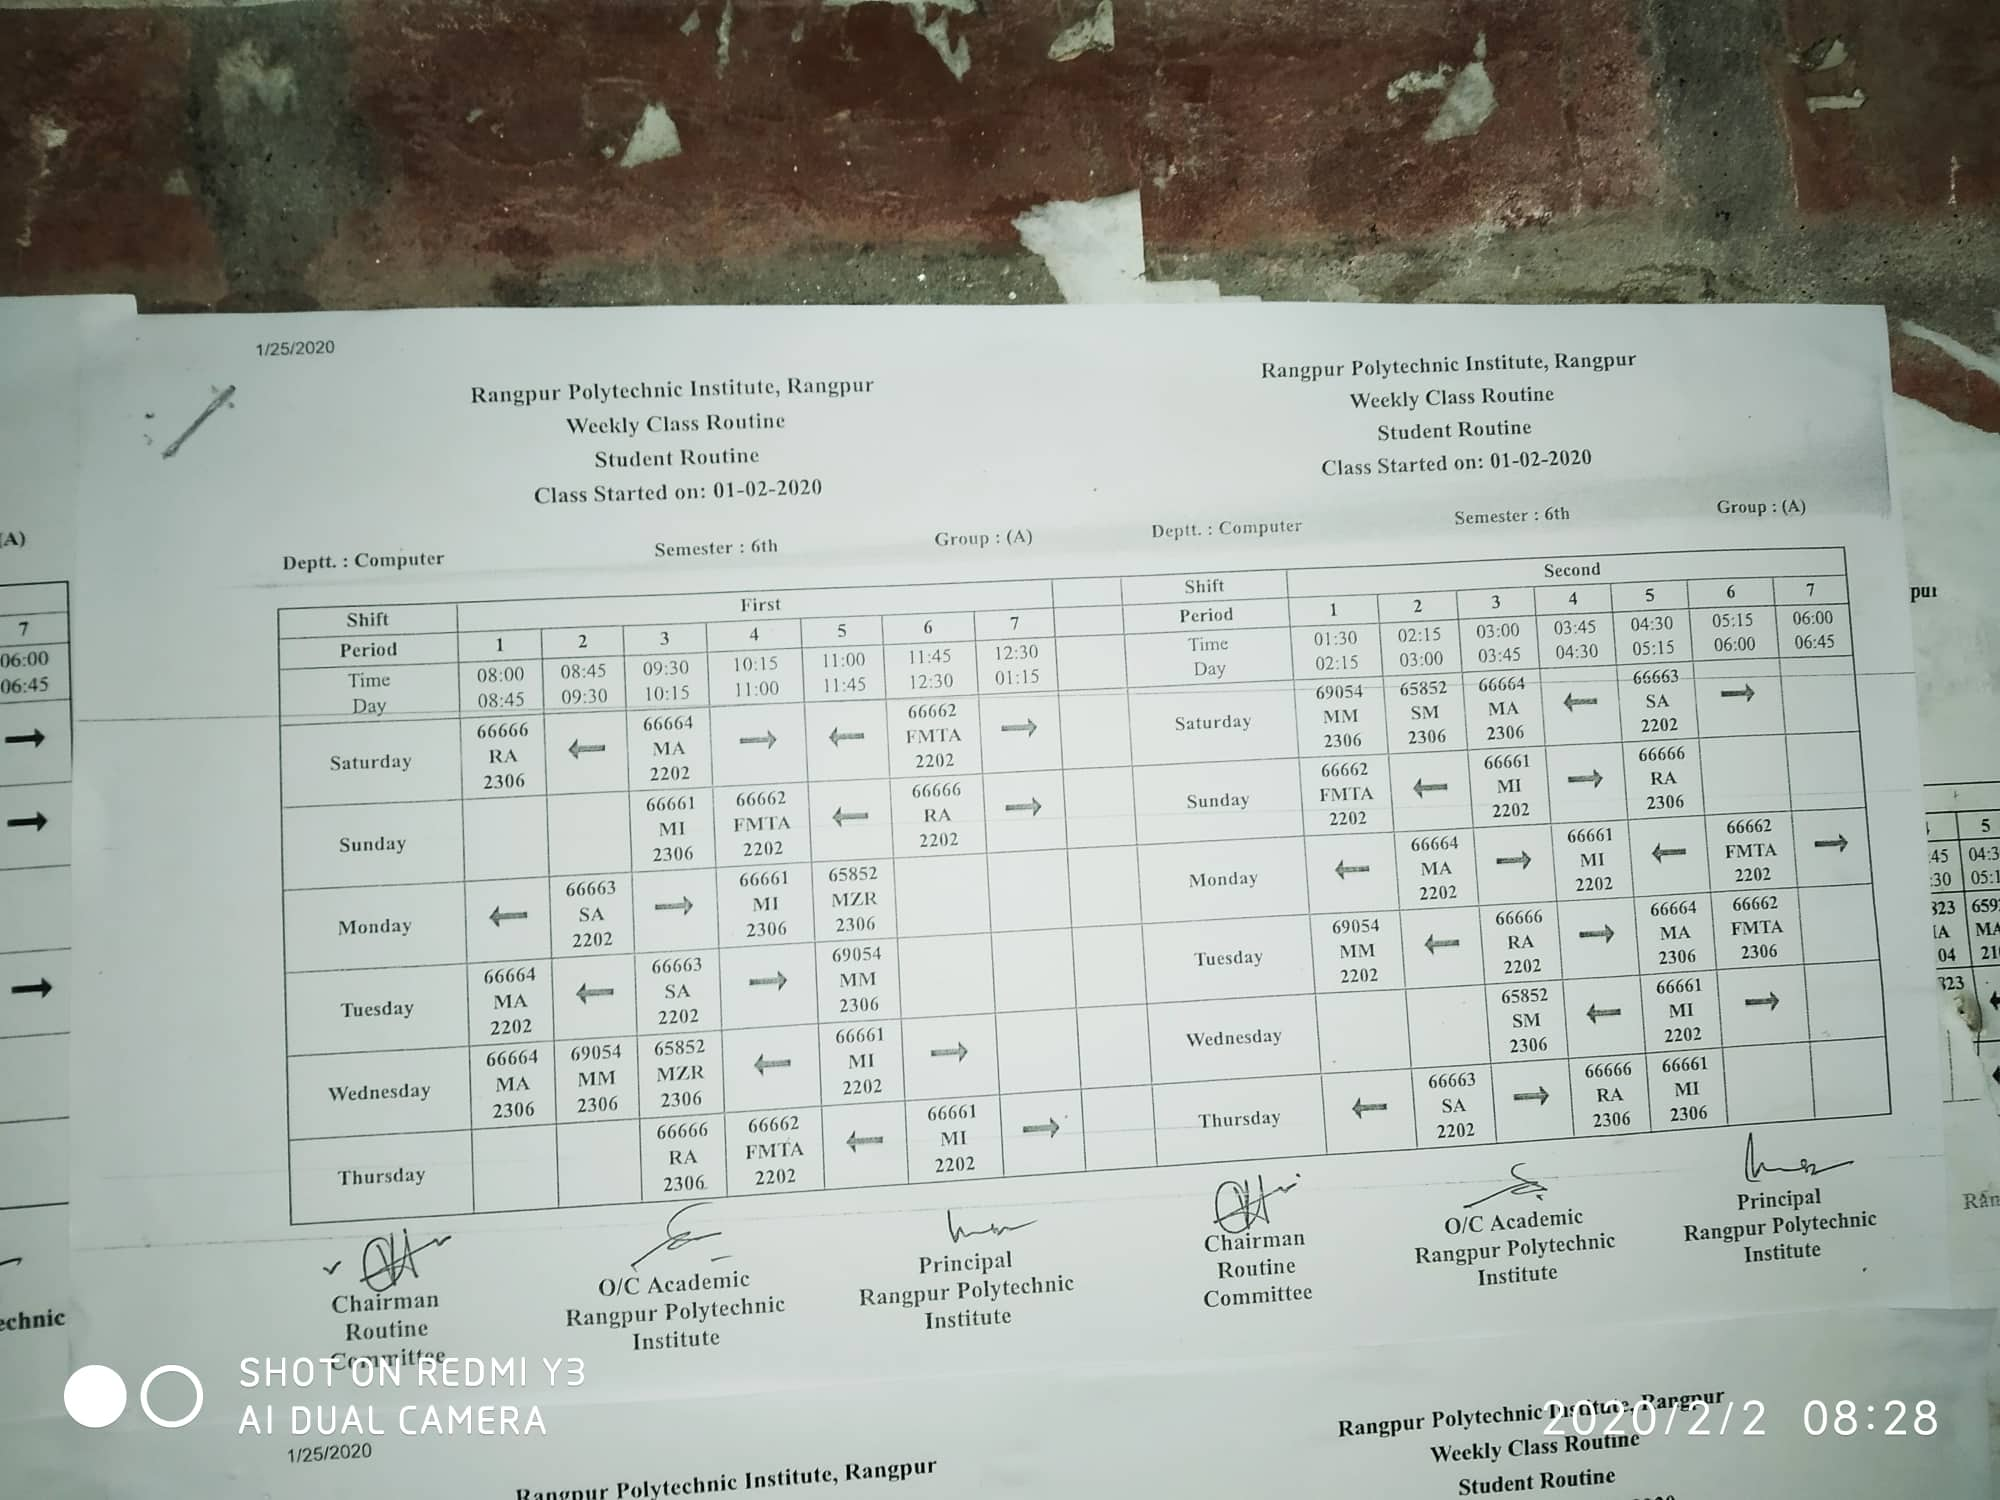 1/25/2020
Rangpur Polytechnic Institute, Rangpur
Weekly Class Routine
Student Routine
Class Started on: 01-02-2020
Deptt. : Computer Semester : 6th Group : (A)
Shift First
Period 1 2 3 4 5 6 7
Time 08:00 08:45 09:30 10:15 11:00 11:45 12:30
Day 08:45 09:30 10:15 11:00 11:45 12:30 01:15
Saturday
66666 RA 2306
←
66664 MA 2202
→
←
66662 FMTA 2202
→
Sunday
66661 MI 2306
66662 FMTA 2202
←
66666 RA 2202
→
Monday
←
66663 SA 2202
→
66661 MI 2306
65852 MZR 2306
Tuesday
66664 MA 2202
←
66663 SA 2202
→
69054 MM 2306
Wednesday
66664 MA 2306
69054 MM 2306
65852 MZR 2306
←
66661 MI 2202
→
Thursday
66666 RA 2306
66662 FMTA 2202
←
66661 MI 2202
→
Chairman
Routine
Committee
O/C Academic
Rangpur Polytechnic
Institute
Principal
Rangpur Polytechnic
Institute
Rangpur Polytechnic Institute, Rangpur
Weekly Class Routine
Student Routine
Class Started on: 01-02-2020
Deptt. : Computer Semester : 6th Group : (A)
Shift Second
Period 1 2 3 4 5 6 7
Time 01:30 02:15 03:00 03:45 04:30 05:15 06:00
Day 02:15 03:00 03:45 04:30 05:15 06:00 06:45
Saturday
69054 MM 2306
65852 SM 2306
66664 MA 2306
←
66663 SA 2202
→
Sunday
66662 FMTA 2202
←
66661 MI 2202
→
66666 RA 2306
Monday
←
66664 MA 2202
→
66661 MI 2202
←
66662 FMTA 2202
→
Tuesday
69054 MM 2202
←
66666 RA 2202
→
66664 MA 2306
66662 FMTA 2306
Wednesday
65852 SM 2306
←
66661 MI 2202
→
Thursday
←
66663 SA 2202
→
66666 RA 2306
66661 MI 2306
Chairman
Routine
Committee
O/C Academic
Rangpur Polytechnic
Institute
Principal
Rangpur Polytechnic
Institute
(A)
7
06:00
06:45
→
→
→
5
SHOT ON REDMI Y3
AI DUAL CAMERA
2020/2/2 08:28
1/25/2020
Rangpur Polytechnic Institute, Rangpur
Rangpur Polytechnic Institute, Rangpur
Weekly Class Routine
Student Routine